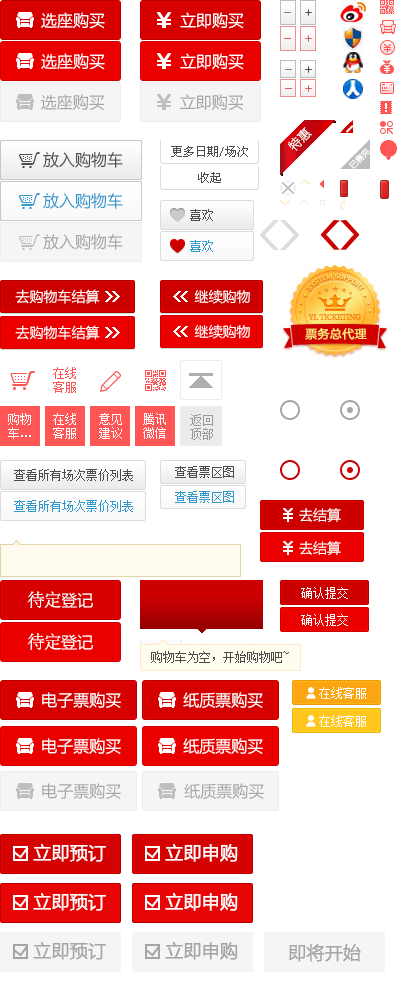 选座购买
立即购买
选座购买
立即购买
选座购买
立即购买
特惠
已售完
放入购物车
更多日期/场次
收起
放入购物车
喜欢
放入购物车
喜欢
SYSTEM SUPPORT
YL TICKETING
票务总代理
去购物车结算
继续购物
去购物车结算
继续购物
在线
客服
购物
车...
在线
客服
意见
建议
腾讯
微信
返回
顶部
查看所有场次票价列表
查看票区图
查看所有场次票价列表
查看票区图
去结算
去结算
待定登记
确认提交
确认提交
待定登记
购物车为空，开始购物吧~
电子票购买
纸质票购买
在线客服
在线客服
电子票购买
纸质票购买
电子票购买
纸质票购买
立即预订
立即申购
立即预订
立即申购
立即预订
立即申购
即将开始